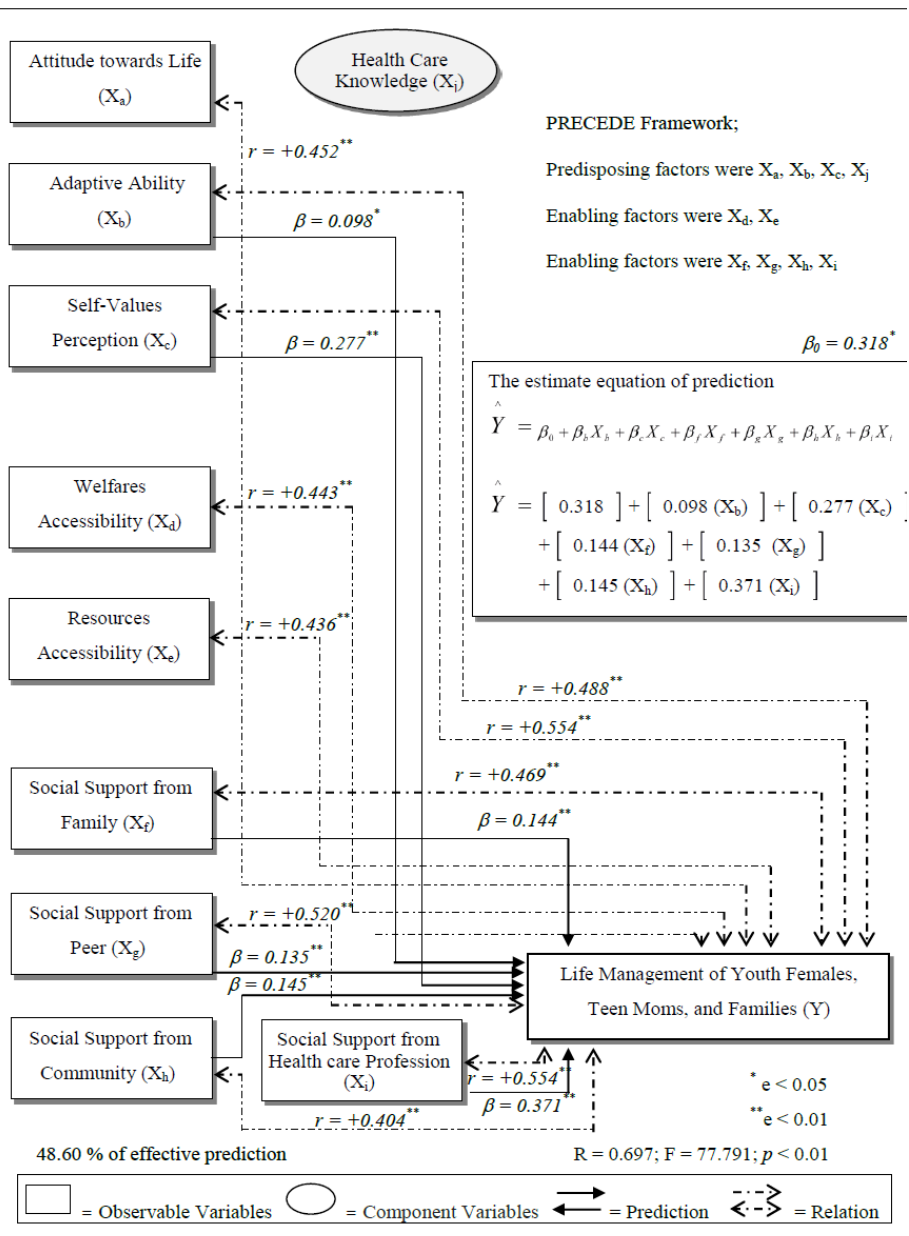 Attitude towards Life
(Xa)
Health Care
Knowledge (Xj)
PRECEDE Framework;
Predisposing factors were Xa, Xb, Xc, Xj
Enabling factors were Xd, Xe
Enabling factors were Xf, Xg, Xh, Xi
r = +0.452**
Adaptive Ability
(Xb)
β = 0.098*
Self-Values
Perception (Xc)
β = 0.277**
β0 = 0.318*
The estimate equation of prediction
Ŷ = β0 + βbXb + βcXc + βfXf + βgXg + βhXh + βiXi
Ŷ = [ 0.318 ] + [ 0.098 (Xb) ] + [ 0.277 (Xc) ]
+ [ 0.144 (Xf) ] + [ 0.135 (Xg) ]
+ [ 0.145 (Xh) ] + [ 0.371 (Xi) ]
Welfares
Accessibility (Xd)
r = +0.443**
Resources
Accessibility (Xe)
r = +0.436**
r = +0.488**
r = +0.554**
Social Support from
Family (Xf)
r = +0.469**
β = 0.144**
Social Support from
Peer (Xg)
r = +0.520**
β = 0.135**
β = 0.145**
Life Management of Youth Females,
Teen Moms, and Families (Y)
Social Support from
Community (Xh)
Social Support from
Health care Profession
(Xi)
r = +0.554**
β = 0.371**
r = +0.404**
* e < 0.05
**e < 0.01
48.60 % of effective prediction
R = 0.697; F = 77.791; p < 0.01
= Observable Variables
= Component Variables
= Prediction
= Relation